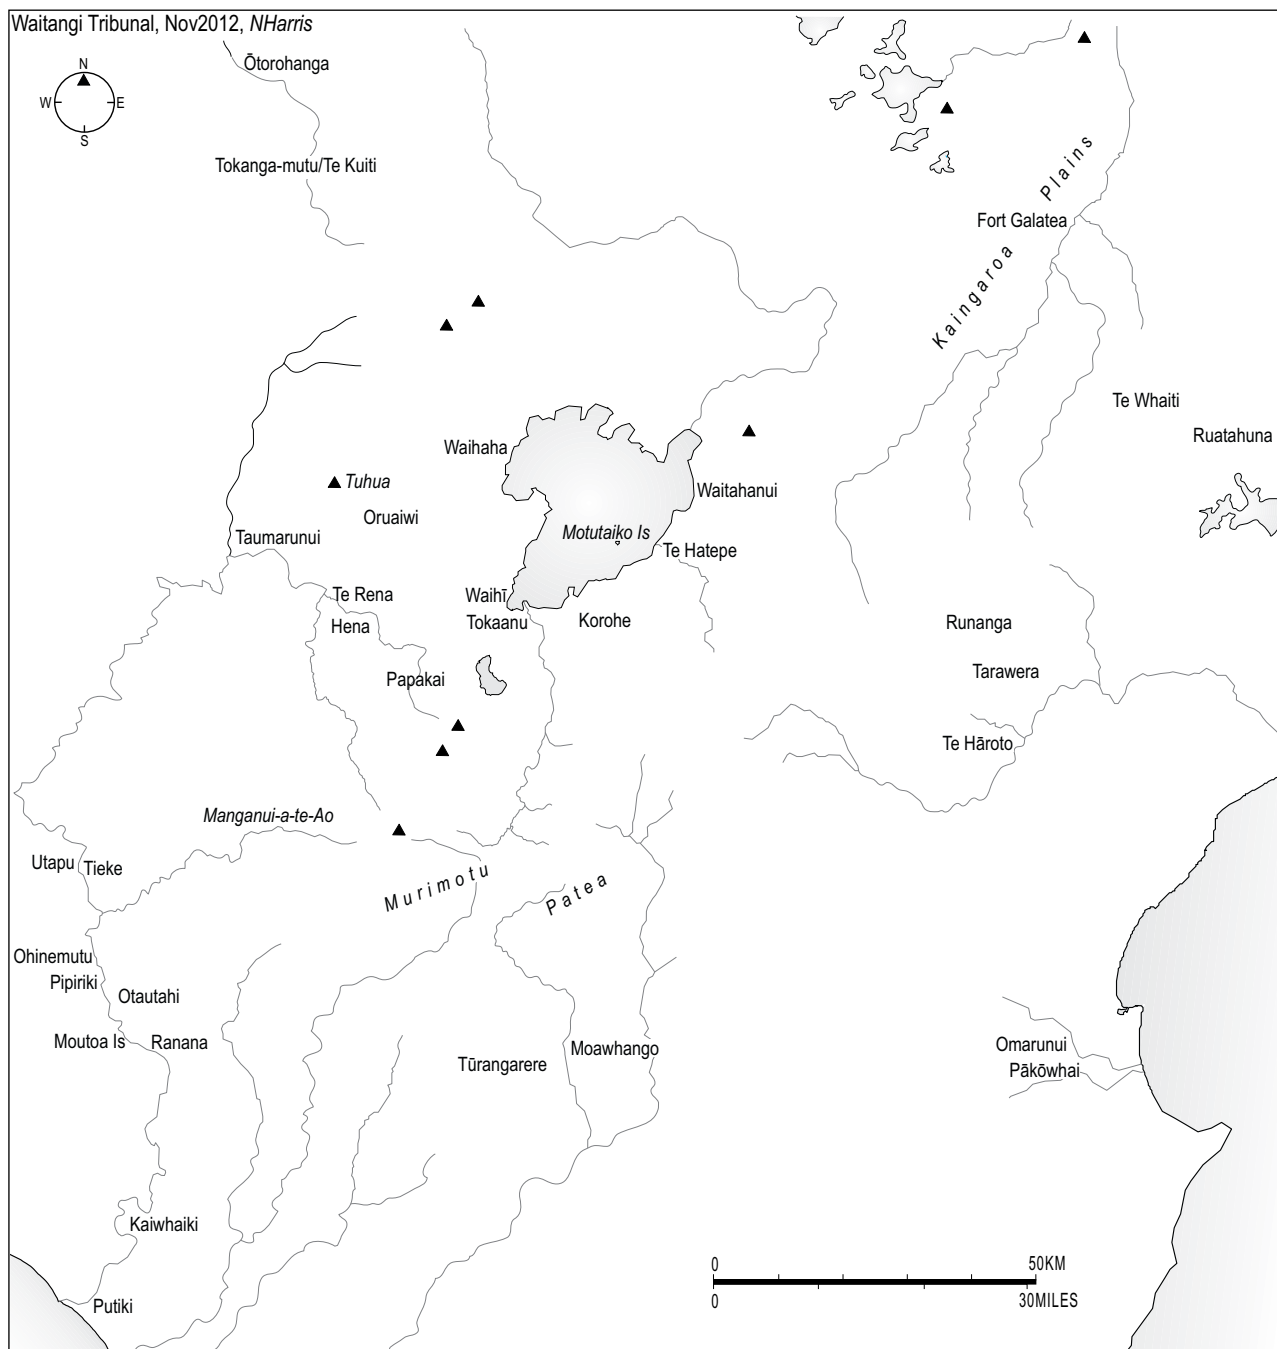 Waitangi Tribunal, Nov2012, NHarris
N
W E
S
Ōtorohanga
Tokanga-mutu/Te Kuiti
Plains
Fort Galatea
Kaingaroa
Te Whaiti
Ruatahuna
Waihaha
Tuhua
Waitahanui
Oruaiwi
Motutaiko Is
Taumarunui
Te Hatepe
Te Rena
Waihī
Hena
Tokaanu
Korohe
Runanga
Papakai
Tarawera
Te Hāroto
Manganui-a-te-Ao
Utapu
Tieke
Murimotu
Patea
Ohinemutu
Pipiriki
Otautahi
Moutoa Is
Ranana
Tūrangarere
Moawhango
Omarunui
Pākōwhai
Kaiwhaiki
Putiki
0 50KM
0 30MILES